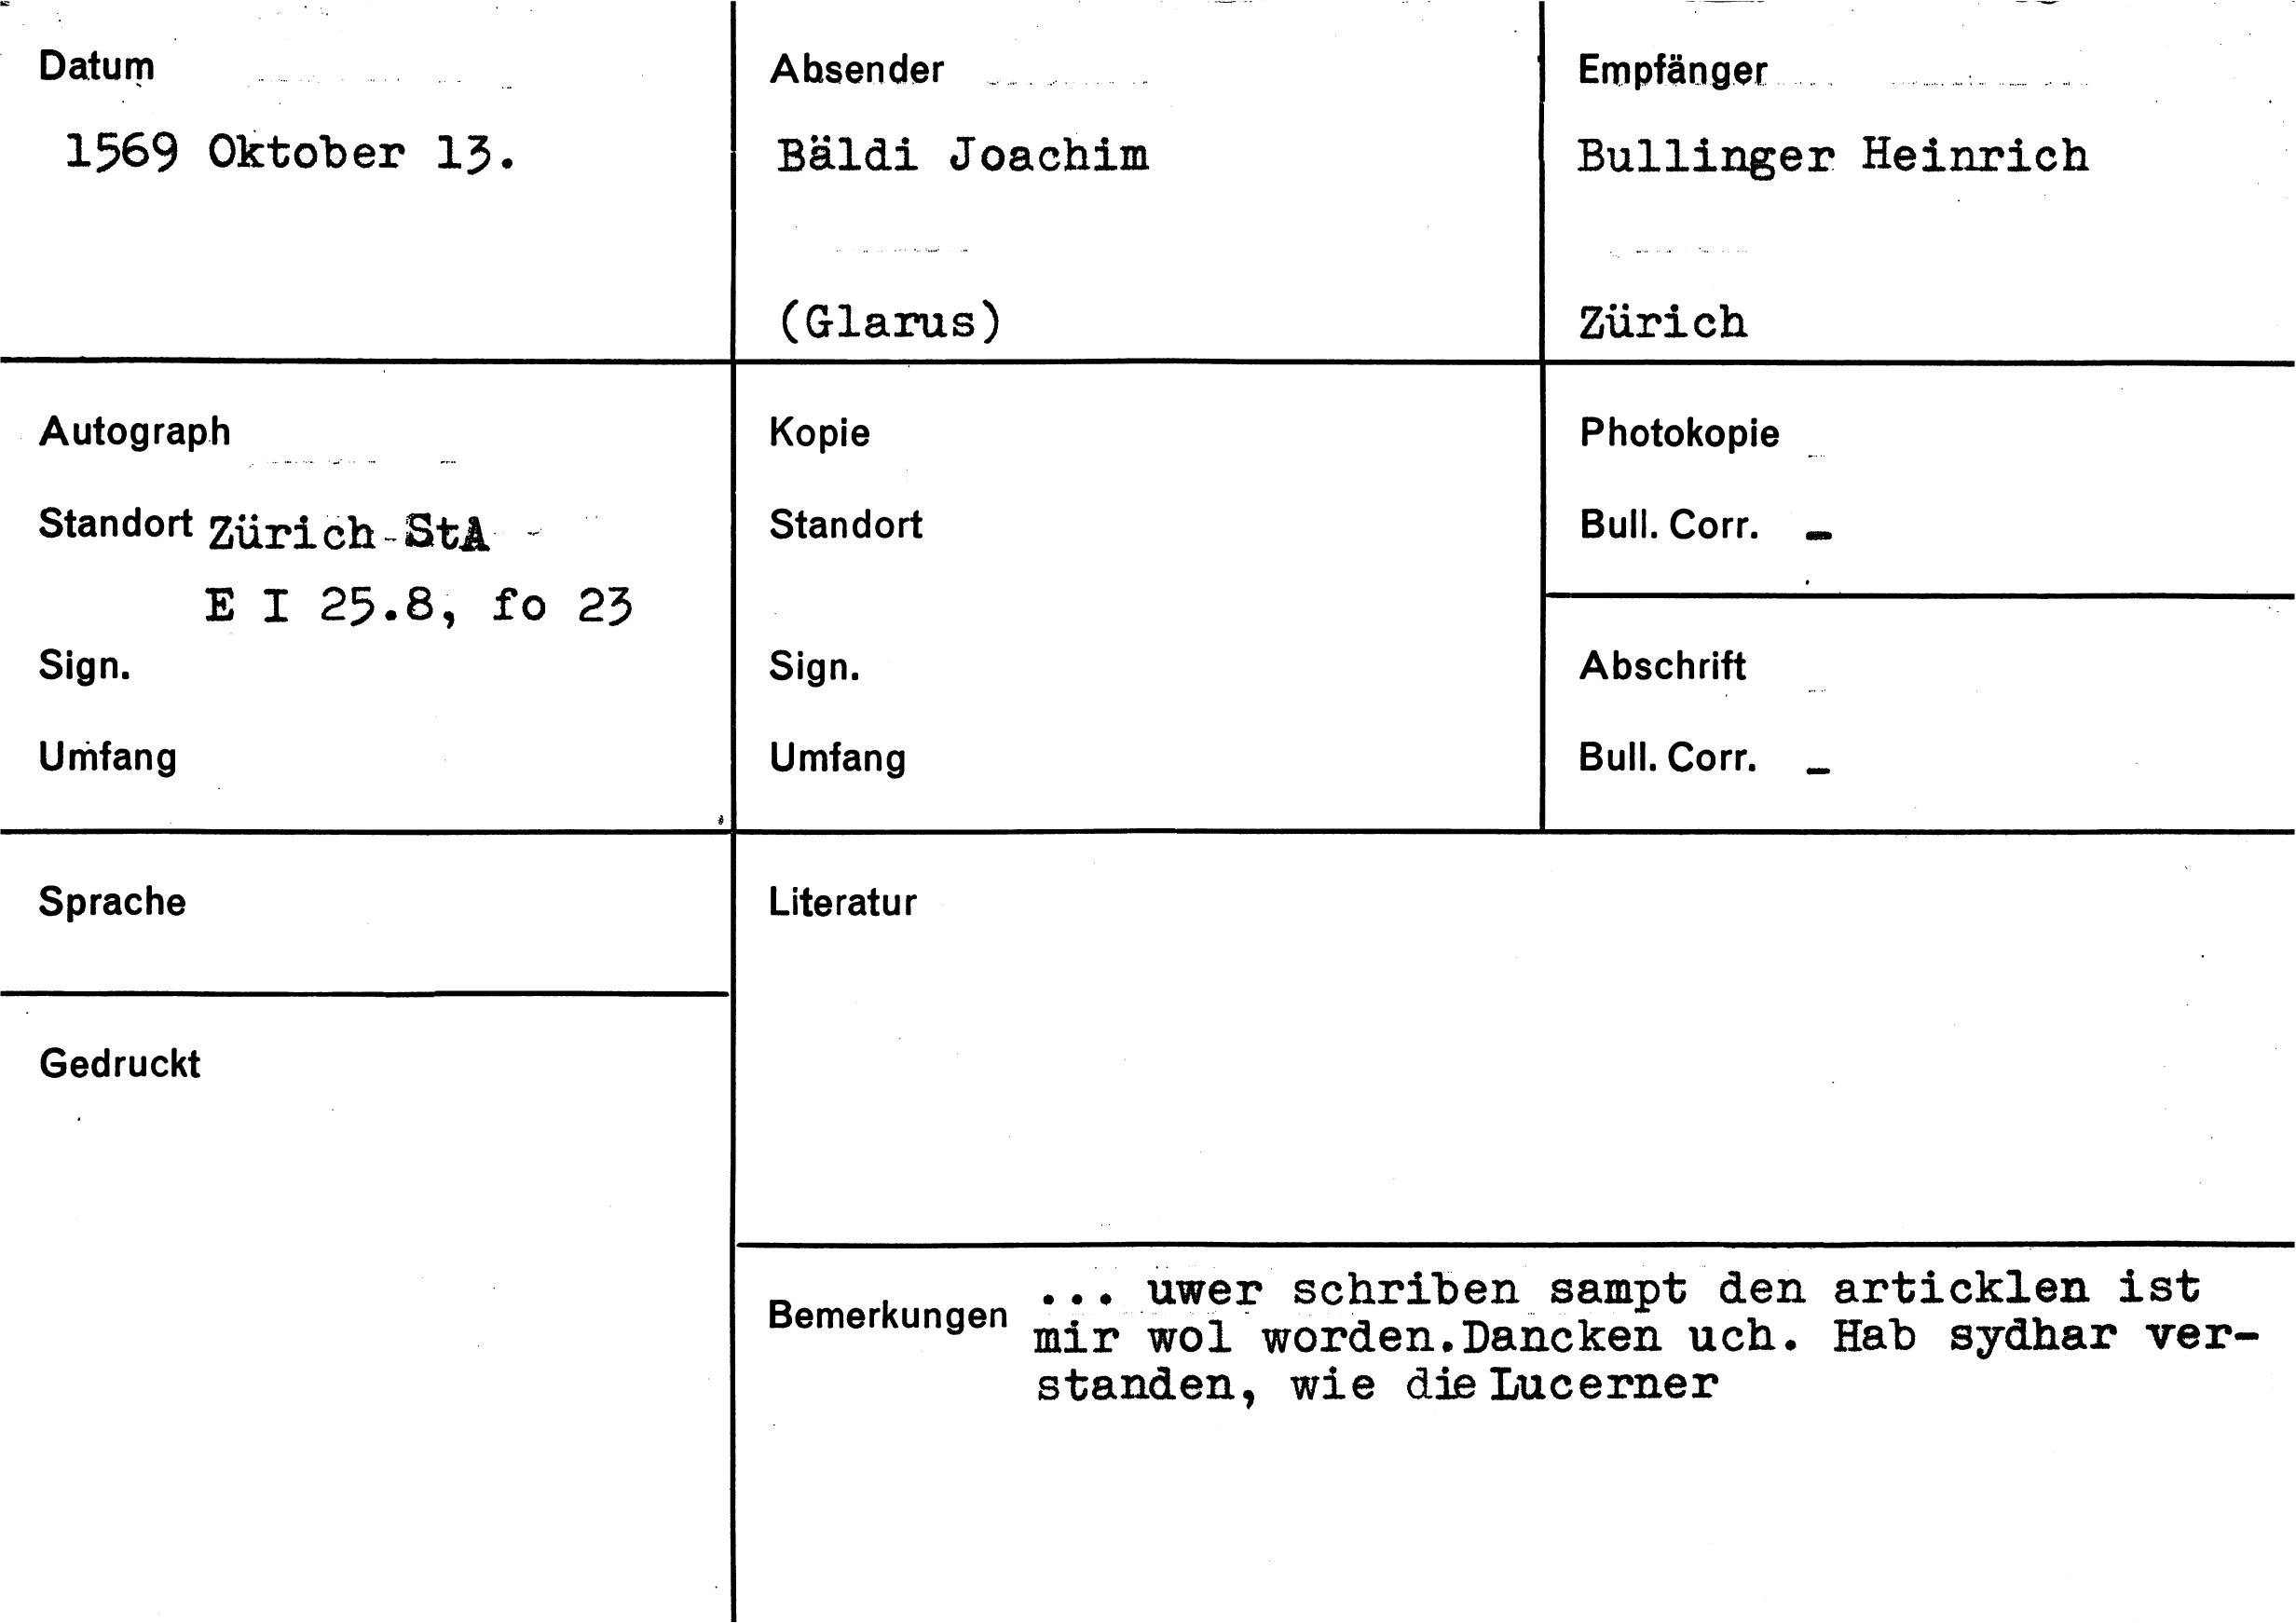 Datum
1569 Oktober 13.
Absender
Bäldi Joachim
(Glarus)
Empfänger
Bullinger Heinrich
Zürich
Autograph
Standort Zürich StA
E I 25.8, fo 23
Sign.
Umfang
Kopie
Standort
Sign.
Umfang
Photokopie
Bull. Corr. -
Abschrift
Bull. Corr. -
Sprache
Gedruckt
Literatur
Bemerkungen ... uwer schriben sampt den articklen ist
mir wol worden.Dancken uch. Hab sydhar ver-
standen, wie die Lucerner